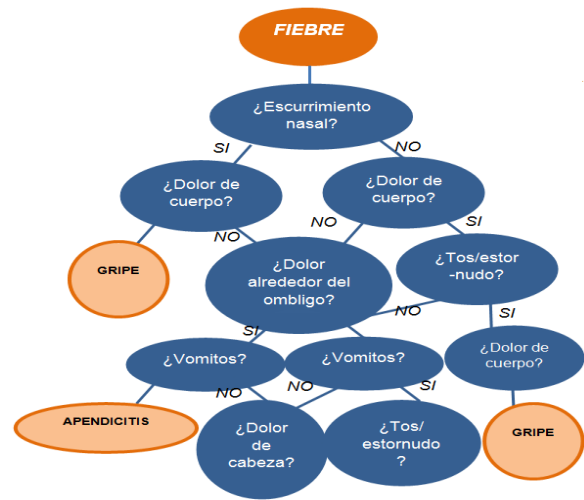 FIEBRE
¿Escurrimiento
nasal?
SI
NO
¿Dolor de
cuerpo?
¿Dolor de
cuerpo?
NO
NO
SI
GRIPE
¿Dolor
alrededor del
ombligo?
¿Tos/estor
-nudo?
SI
NO
SI
¿Vomitos?
¿Vomitos?
¿Dolor de
cuerpo?
NO
NO
SI
APENDICITIS
¿Dolor
de
cabeza?
¿Tos/
estornudo
?
GRIPE